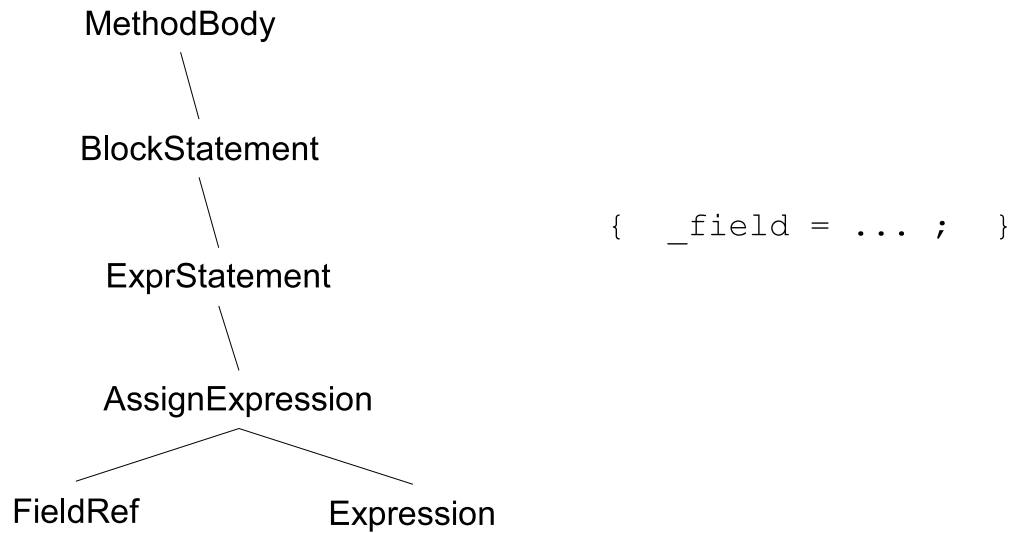 MethodBody
BlockStatement
{ _field = ... ; }
ExprStatement
AssignExpression
FieldRef Expression